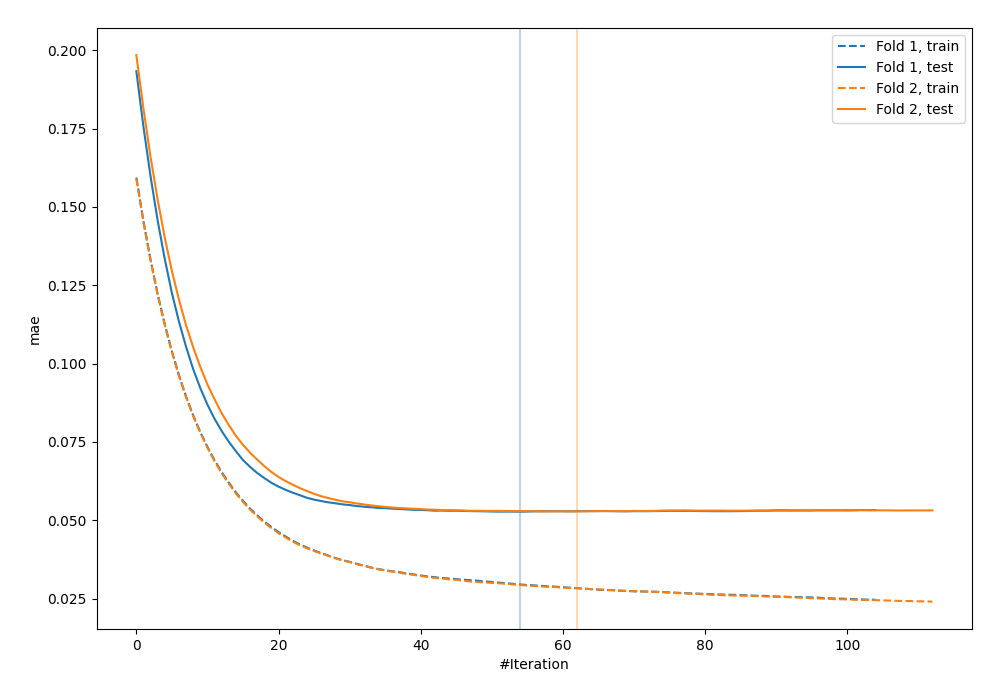 0.200
0.175
0.150
0.125
0.100
0.075
0.050
0.025
mae
0 20 40 60 80 100
#Iteration
Fold 1, train
Fold 1, test
Fold 2, train
Fold 2, test